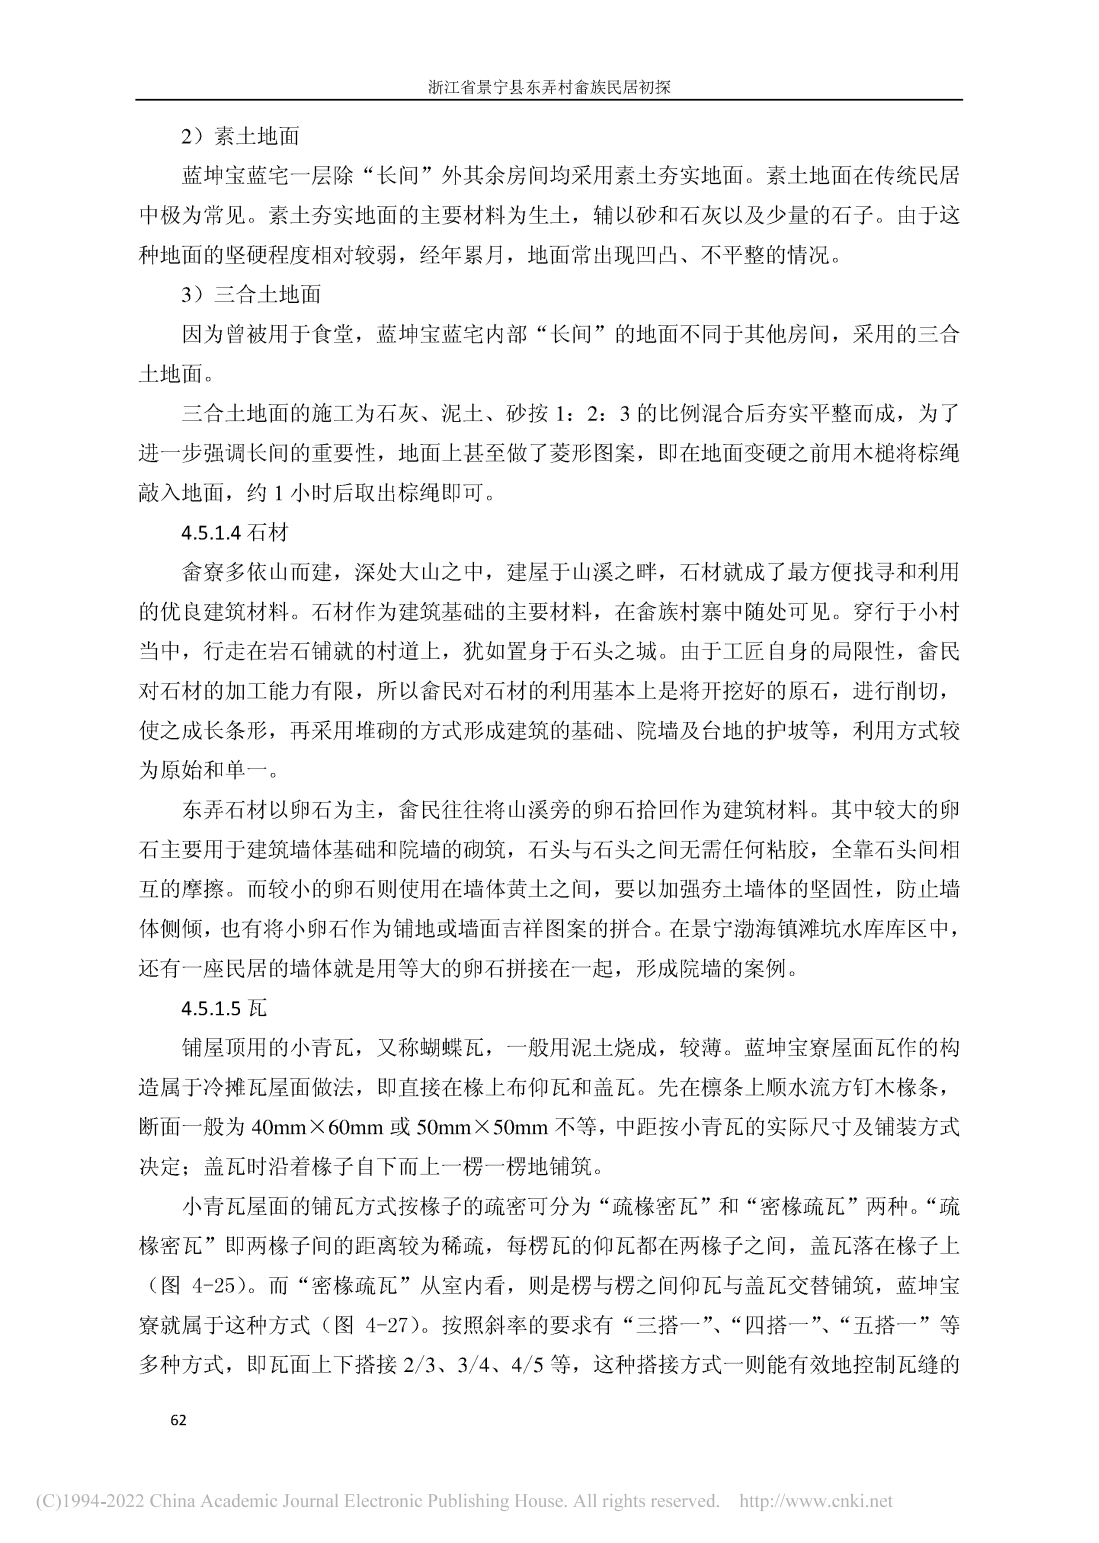 浙江省景宁县东弄村畲族民居初探
2）素土地面
蓝坤宝蓝宅一层除“长间”外其余房间均采用素土夯实地面。素土地面在传统民居
中极为常见。素土夯实地面的主要材料为生土，辅以砂和石灰以及少量的石子。由于这
种地面的坚硬程度相对较弱，经年累月，地面常出现凹凸、不平整的情况。
3）三合土地面
因为曾被用于食堂，蓝坤宝蓝宅内部“长间”的地面不同于其他房间，采用的三合
土地面。
三合土地面的施工为石灰、泥土、砂按 1：2：3 的比例混合后夯实平整而成，为了
进一步强调长间的重要性，地面上甚至做了菱形图案，即在地面变硬之前用木槌将棕绳
敲入地面，约 1 小时后取出棕绳即可。
4.5.1.4 石材
畲寮多依山而建，深处大山之中，建屋于山溪之畔，石材就成了最方便找寻和利用
的优良建筑材料。石材作为建筑基础的主要材料，在畲族村寨中随处可见。穿行于小村
当中，行走在岩石铺就的村道上，犹如置身于石头之城。由于工匠自身的局限性，畲民
对石材的加工能力有限，所以畲民对石材的利用基本上是将开挖好的原石，进行削切，
使之成长条形，再采用堆砌的方式形成建筑的基础、院墙及台地的护坡等，利用方式较
为原始和单一。
东弄石材以卵石为主，畲民往往将山溪旁的卵石拾回作为建筑材料。其中较大的卵
石主要用于建筑墙体基础和院墙的砌筑，石头与石头之间无需任何粘胶，全靠石头间相
互的摩擦。而较小的卵石则使用在墙体黄土之间，要以加强夯土墙体的坚固性，防止墙
体侧倾，也有将小卵石作为铺地或墙面吉祥图案的拼合。在景宁渤海镇滩坑水库库区中，
还有一座民居的墙体就是用等大的卵石拼接在一起，形成院墙的案例。
4.5.1.5 瓦
铺屋顶用的小青瓦，又称蝴蝶瓦，一般用泥土烧成，较薄。蓝坤宝寮屋面瓦作的构
造属于冷摊瓦屋面做法，即直接在椽上布仰瓦和盖瓦。先在檩条上顺水流方钉木椽条，
断面一般为 40mm×60mm 或 50mm×50mm 不等，中距按小青瓦的实际尺寸及铺装方式
决定；盖瓦时沿着椽子自下而上一楞一楞地铺筑。
小青瓦屋面的铺瓦方式按椽子的疏密可分为“疏椽密瓦”和“密椽疏瓦”两种。“疏
椽密瓦”即两椽子间的距离较为稀疏，每楞瓦的仰瓦都在两椽子之间，盖瓦落在椽子上
（图 4-25）。而“密椽疏瓦”从室内看，则是楞与楞之间仰瓦与盖瓦交替铺筑，蓝坤宝
寮就属于这种方式（图 4-27）。按照斜率的要求有“三搭一”、“四搭一”、“五搭一”等
多种方式，即瓦面上下搭接 2/3、3/4、4/5 等，这种搭接方式一则能有效地控制瓦缝的
62
(C)1994-2022 China Academic Journal Electronic Publishing House. All rights reserved. http://www.cnki.net